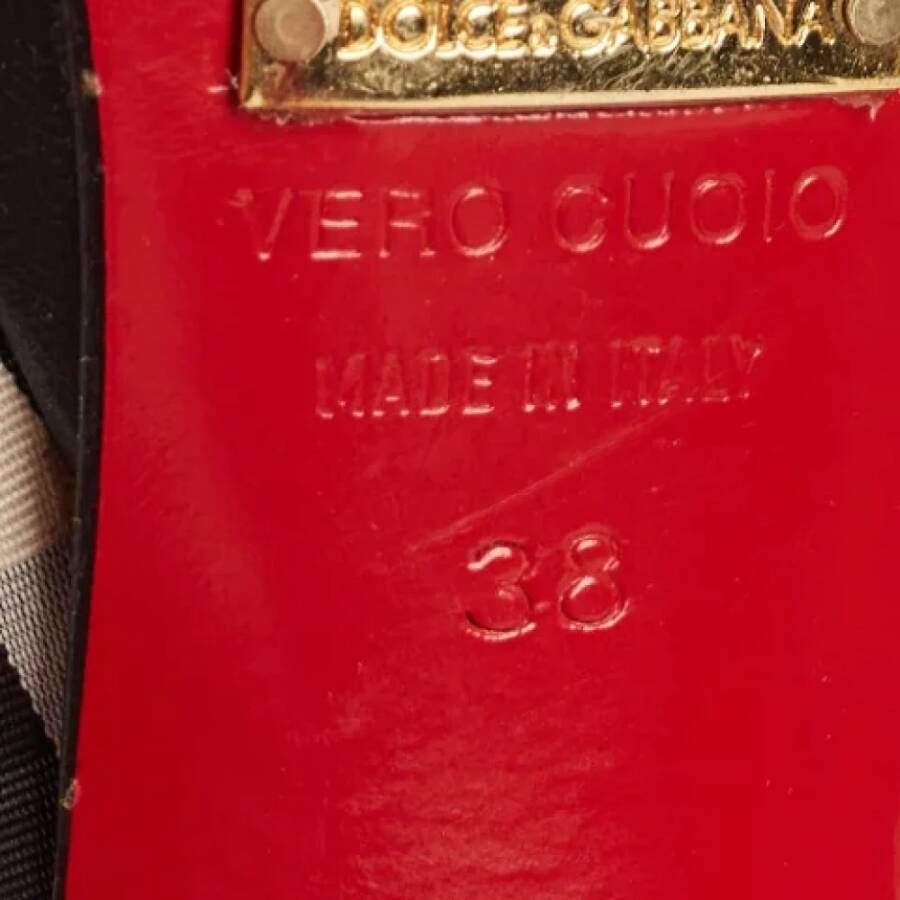 DOLCE&GABBANA
VERO CUOIO
MADE IN ITALY
38